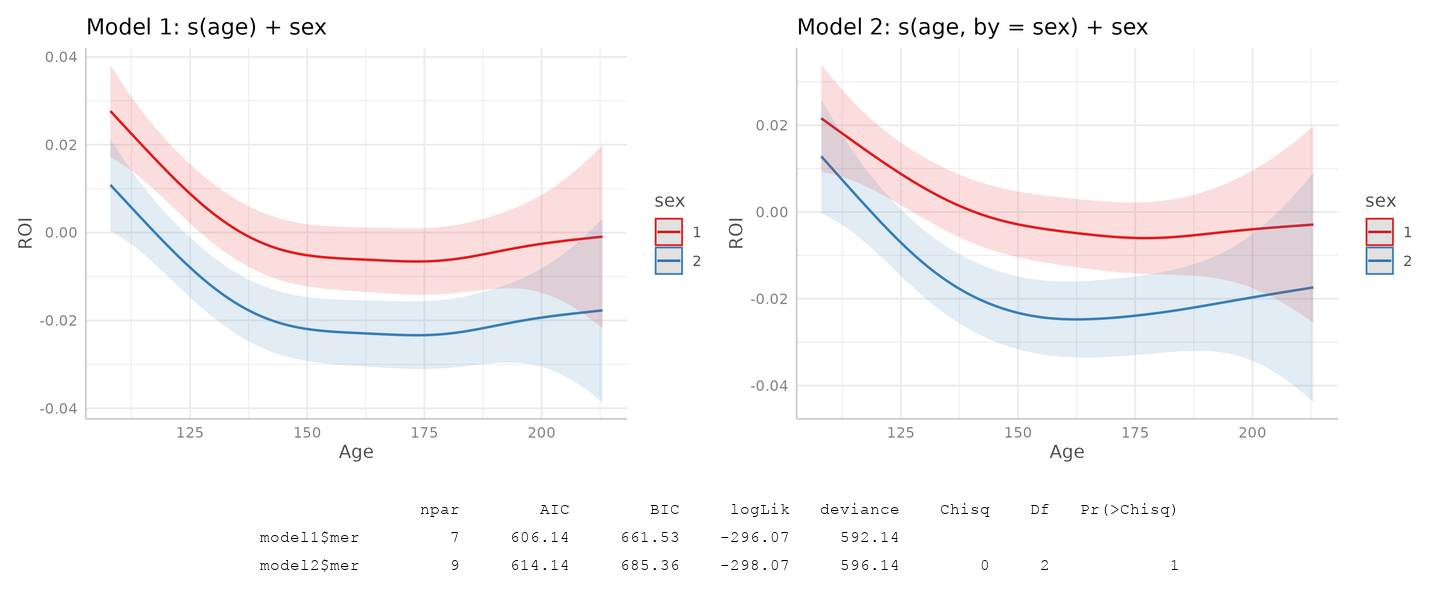 Model 1: s(age) + sex
0.04
0.02
0.00
-0.02
-0.04
ROI
125 150 175 200
Age
sex
1
2
Model 2: s(age, by = sex) + sex
0.02
0.00
-0.02
-0.04
ROI
125 150 175 200
Age
sex
1
2
npar AIC BIC logLik deviance Chisq Df Pr(>Chisq)
model1$mer 7 606.14 661.53 -296.07 592.14
model2$mer 9 614.14 685.36 -298.07 596.14 0 2 1